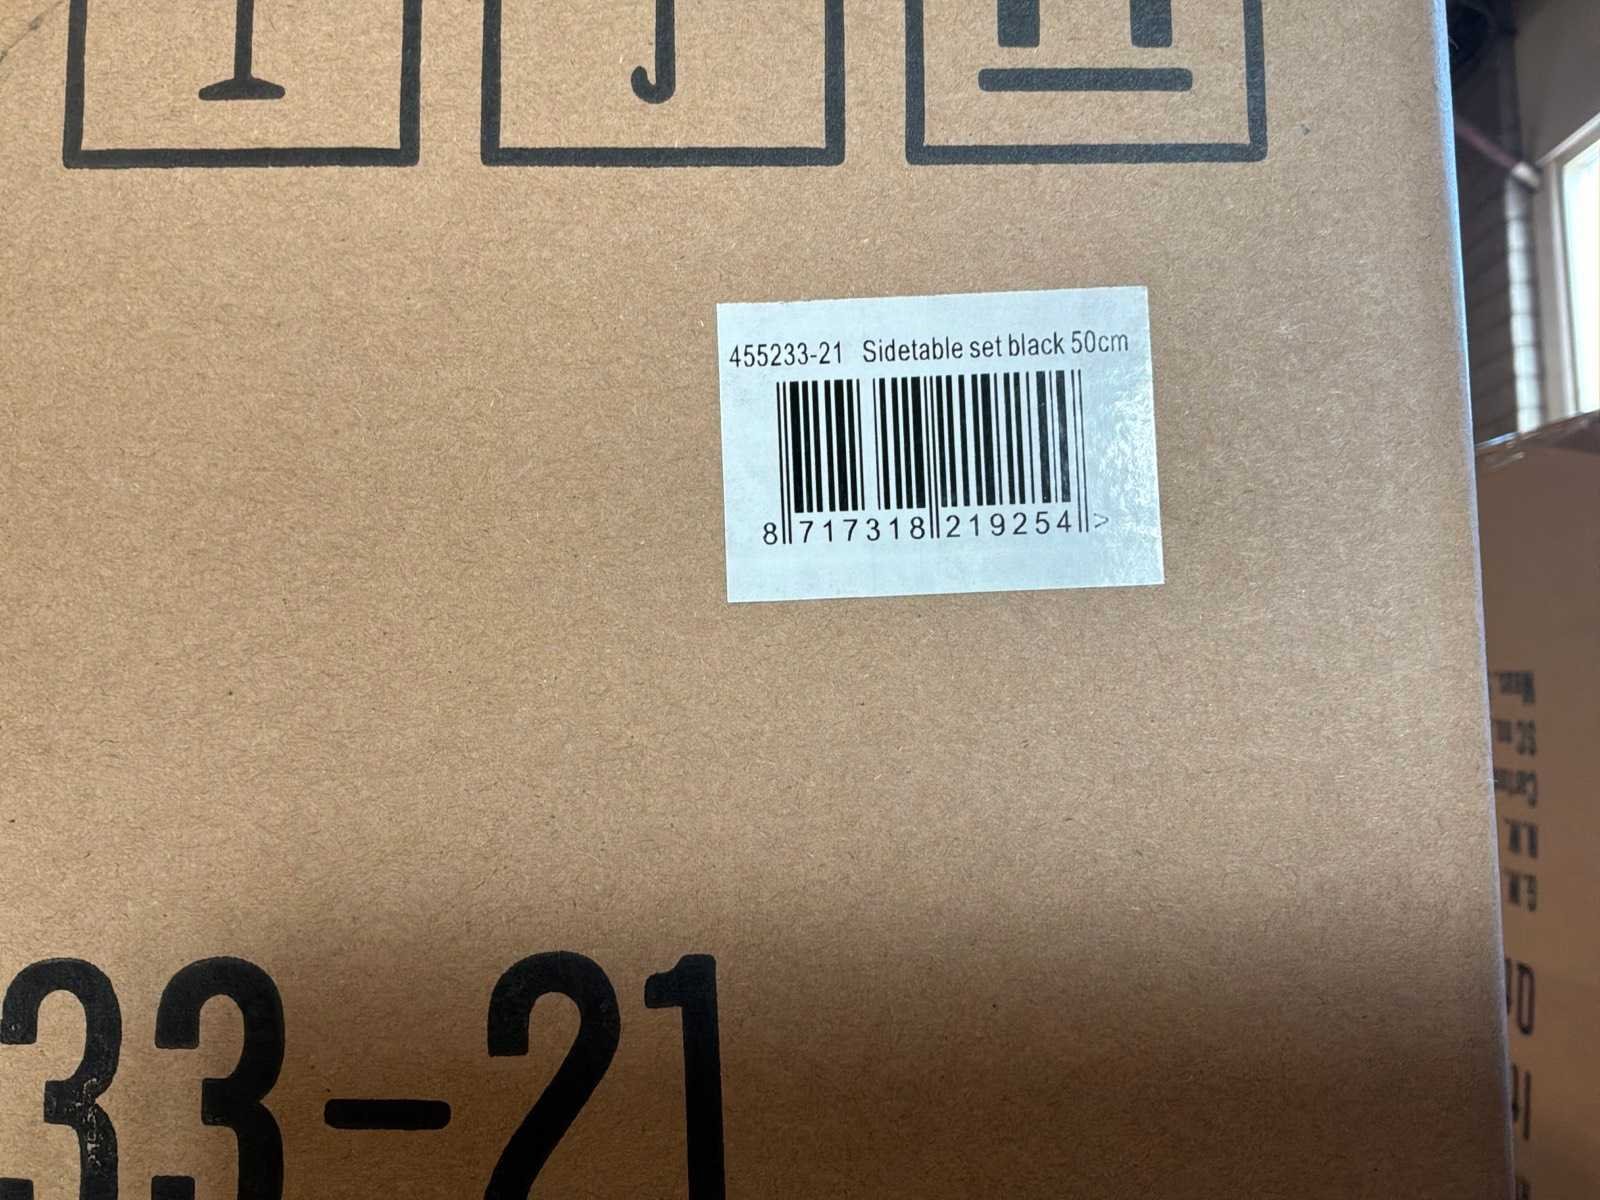 455233-21 Sidetable set black 50cm
8 717318 219254 >
33-21